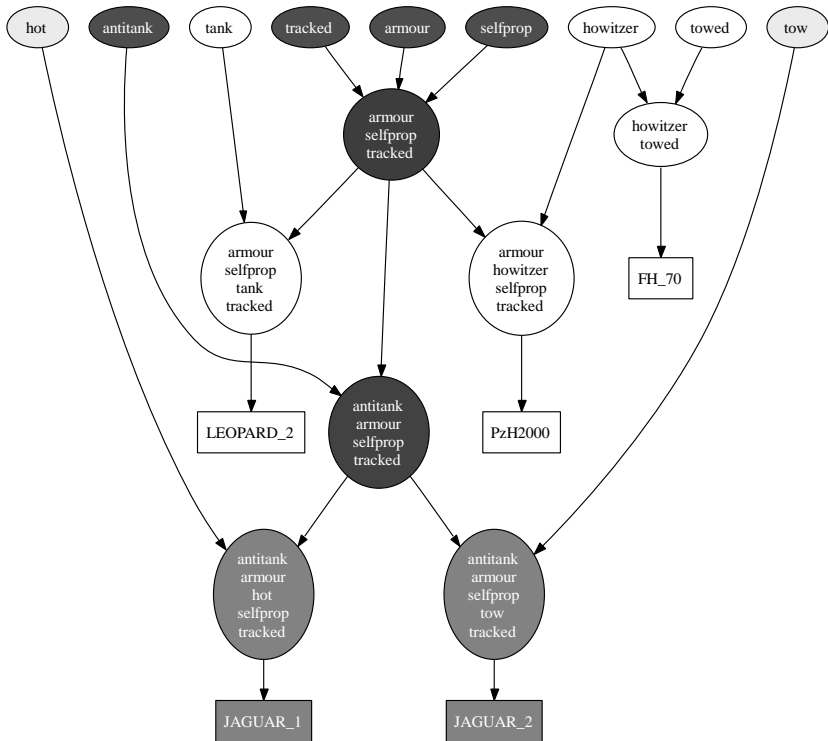 hot
antitank
tank
tracked
armour
selfprop
howitzer
towed
tow
armour
selfprop
tracked
howitzer
towed
armour
selfprop
tank
tracked
armour
howitzer
selfprop
tracked
FH_70
LEOPARD_2
antitank
armour
selfprop
tracked
PzH2000
antitank
armour
hot
selfprop
tracked
antitank
armour
selfprop
tow
tracked
JAGUAR_1
JAGUAR_2